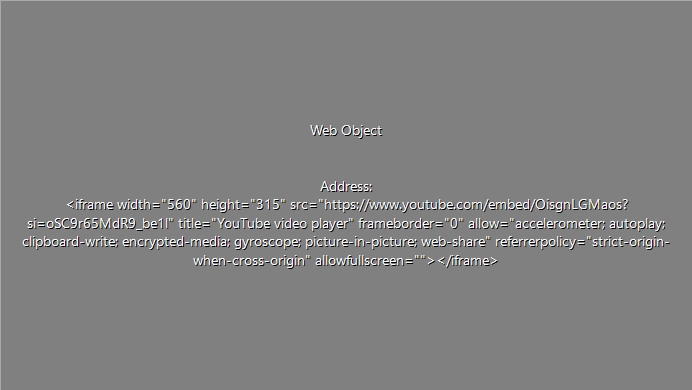 Web Object
Address:
<iframe width="560" height="315" src="https://www.youtube.com/embed/OisgnLGMaos?
si=oSC9r65MdR9_be1l" title="YouTube video player" frameborder="0" allow="accelerometer; autoplay;
clipboard-write; encrypted-media; gyroscope; picture-in-picture; web-share" referrerpolicy="strict-origin-
when-cross-origin" allowfullscreen=""></iframe>